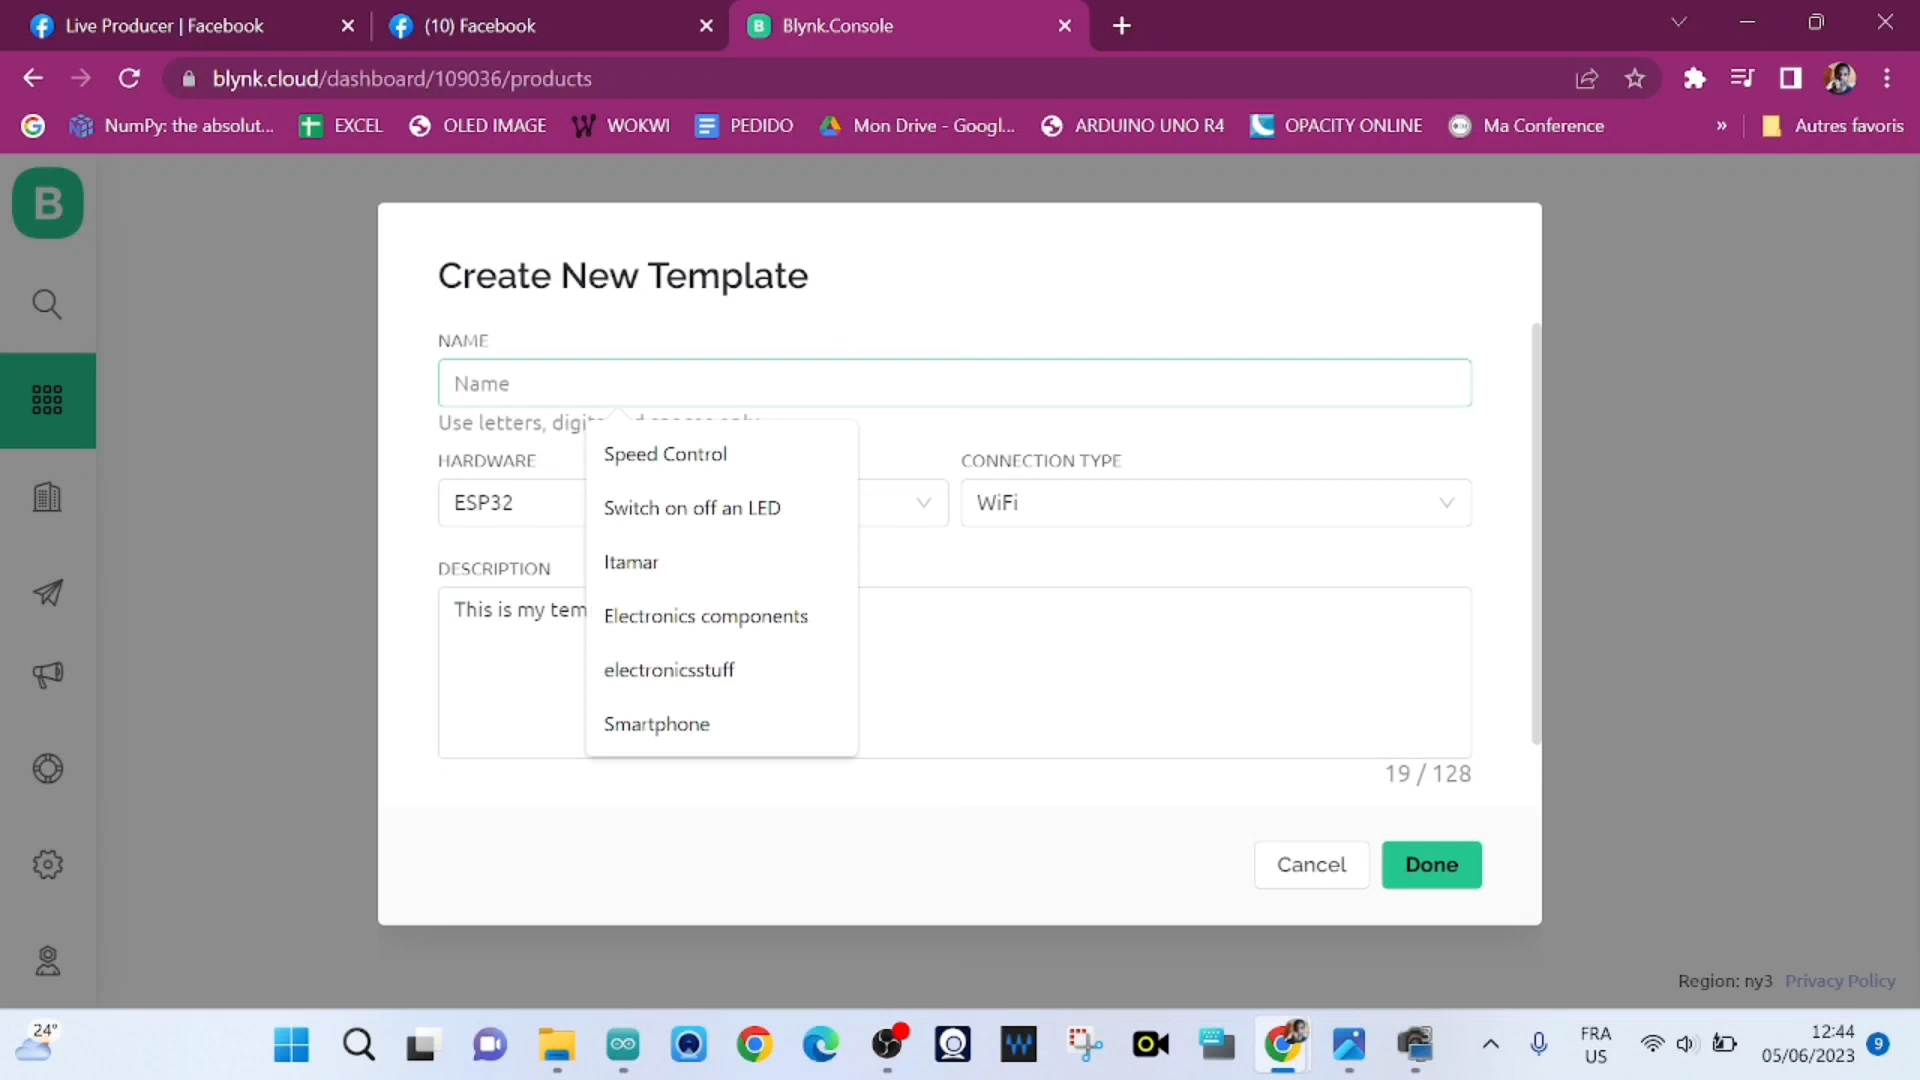 Live Producer | Facebook
(10) Facebook
Blynk.Console
blynk.cloud/dashboard/109036/products
NumPy: the absolut...
EXCEL
OLED IMAGE
WOKWI
PEDIDO
Mon Drive - Googl...
ARDUINO UNO R4
OPACITY ONLINE
Ma Conference
»
Autres favoris
B
Create New Template
NAME
Name
Use letters, digit
Speed Control
Switch on off an LED
Itamar
Electronics components
electronicsstuff
Smartphone
HARDWARE
ESP32
CONNECTION TYPE
WiFi
DESCRIPTION
This is my tem
19 / 128
Cancel
Done
Region: ny3 Privacy Policy
24°
FRA
US
12:44
05/06/2023
9